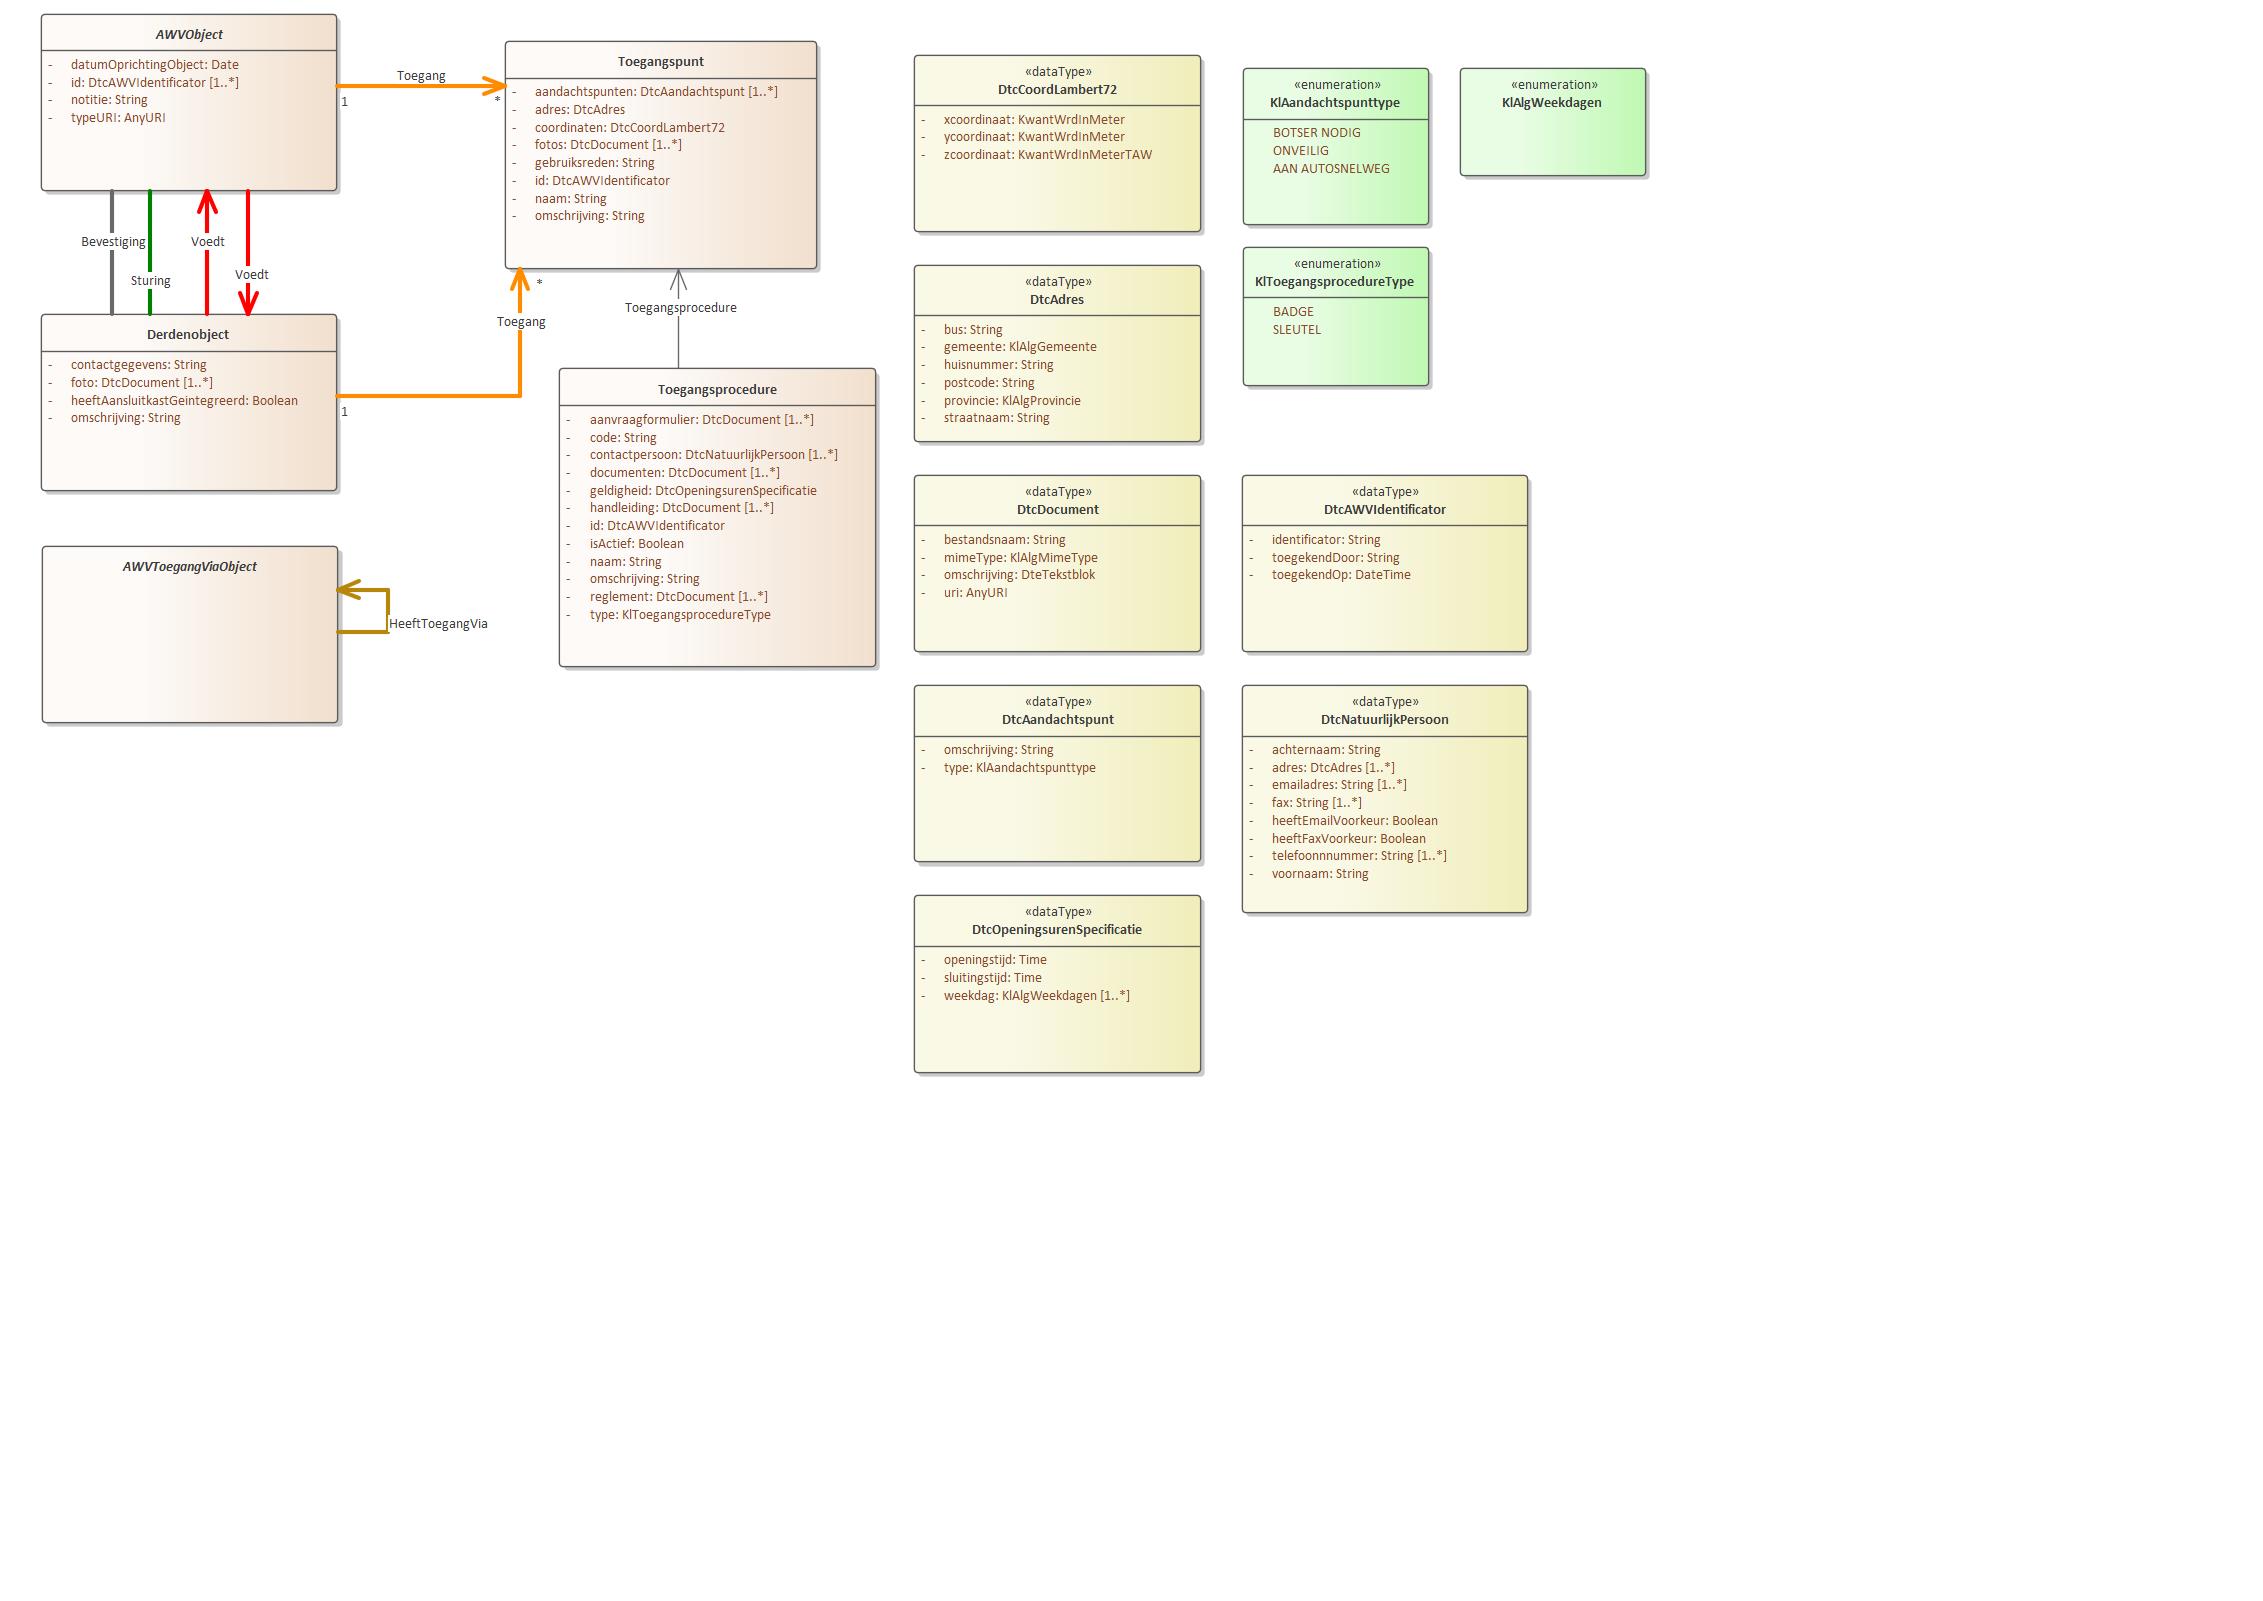 AWVObject
- datumOprichtingObject: Date
- id: DtcAWVIdentificator [1..*]
- notitie: String
- typeURI: AnyURI
Toegang
1
*
Toegangspunt
- aandachtspunten: DtcAandachtspunt [1..*]
- adres: DtcAdres
- coordinaten: DtcCoordLambert72
- fotos: DtcDocument [1..*]
- gebruiksreden: String
- id: DtcAWVIdentificator
- naam: String
- omschrijving: String
Bevestiging
Sturing
Voedt
Voedt
Derdenobject
- contactgegevens: String
- foto: DtcDocument [1..*]
- heeftAansluitkastGeintegreerd: Boolean
- omschrijving: String
Toegang
1
*
Toegangsprocedure
Toegangsprocedure
- aanvraagformulier: DtcDocument [1..*]
- code: String
- contactpersoon: DtcNatuurlijkPersoon [1..*]
- documenten: DtcDocument [1..*]
- geldigheid: DtcOpeningsurenSpecificatie
- handleiding: DtcDocument [1..*]
- id: DtcAWVIdentificator
- isActief: Boolean
- naam: String
- omschrijving: String
- reglement: DtcDocument [1..*]
- type: KlToegangsprocedureType
AWVToegangViaObject
HeeftToegangVia
«dataType»
DtcCoordLambert72
- xcoordinaat: KwantWrdInMeter
- ycoordinaat: KwantWrdInMeter
- zcoordinaat: KwantWrdInMeterTAW
«enumeration»
KlAandachtspunttype
BOTSER NODIG
ONVEILIG
AAN AUTOSNELWEG
«enumeration»
KlAlgWeekdagen
«enumeration»
KlToegangsprocedureType
BADGE
SLEUTEL
«dataType»
DtcAdres
- bus: String
- gemeente: KlAlgGemeente
- huisnummer: String
- postcode: String
- provincie: KlAlgProvincie
- straatnaam: String
«dataType»
DtcDocument
- bestandsnaam: String
- mimeType: KlAlgMimeType
- omschrijving: DteTekstblok
- uri: AnyURI
«dataType»
DtcAWVIdentificator
- identificator: String
- toegekendDoor: String
- toegekendOp: DateTime
«dataType»
DtcAandachtspunt
- omschrijving: String
- type: KlAandachtspunttype
«dataType»
DtcNatuurlijkPersoon
- achternaam: String
- adres: DtcAdres [1..*]
- emailadres: String [1..*]
- fax: String [1..*]
- heeftEmailVoorkeur: Boolean
- heeftFaxVoorkeur: Boolean
- telefoonnnummer: String [1..*]
- voornaam: String
«dataType»
DtcOpeningsurenSpecificatie
- openingstijd: Time
- sluitingstijd: Time
- weekdag: KlAlgWeekdagen [1..*]